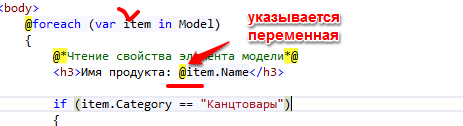 <body>
@foreach (var item in Model)
указывается
переменная
{
@*Чтение свойства элемента модели*@
<h3>Имя продукта: @item.Name</h3>
if (item.Category == "Канцтовары")
{